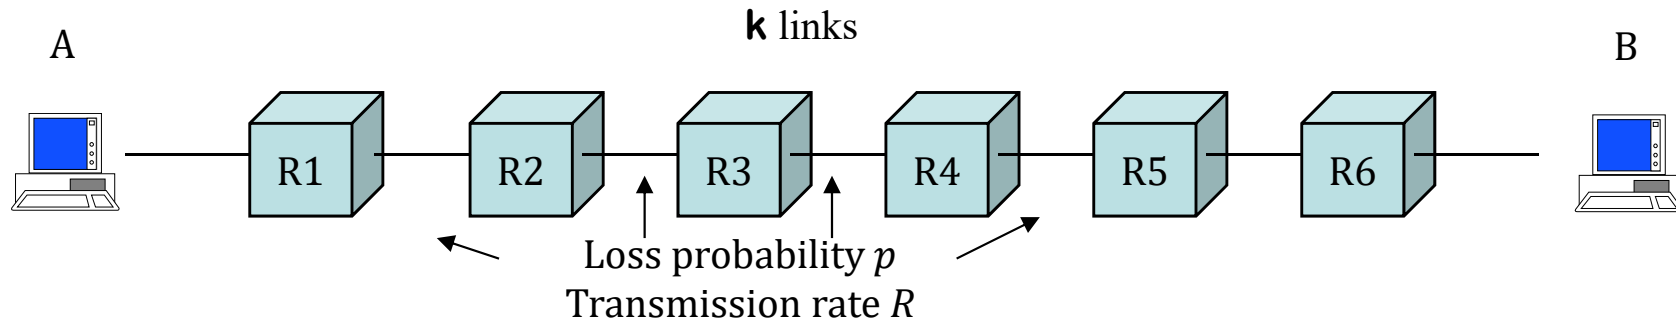 k links
A
B
R1
R2
R3
R4
R5
R6
Loss probability p
Transmission rate R